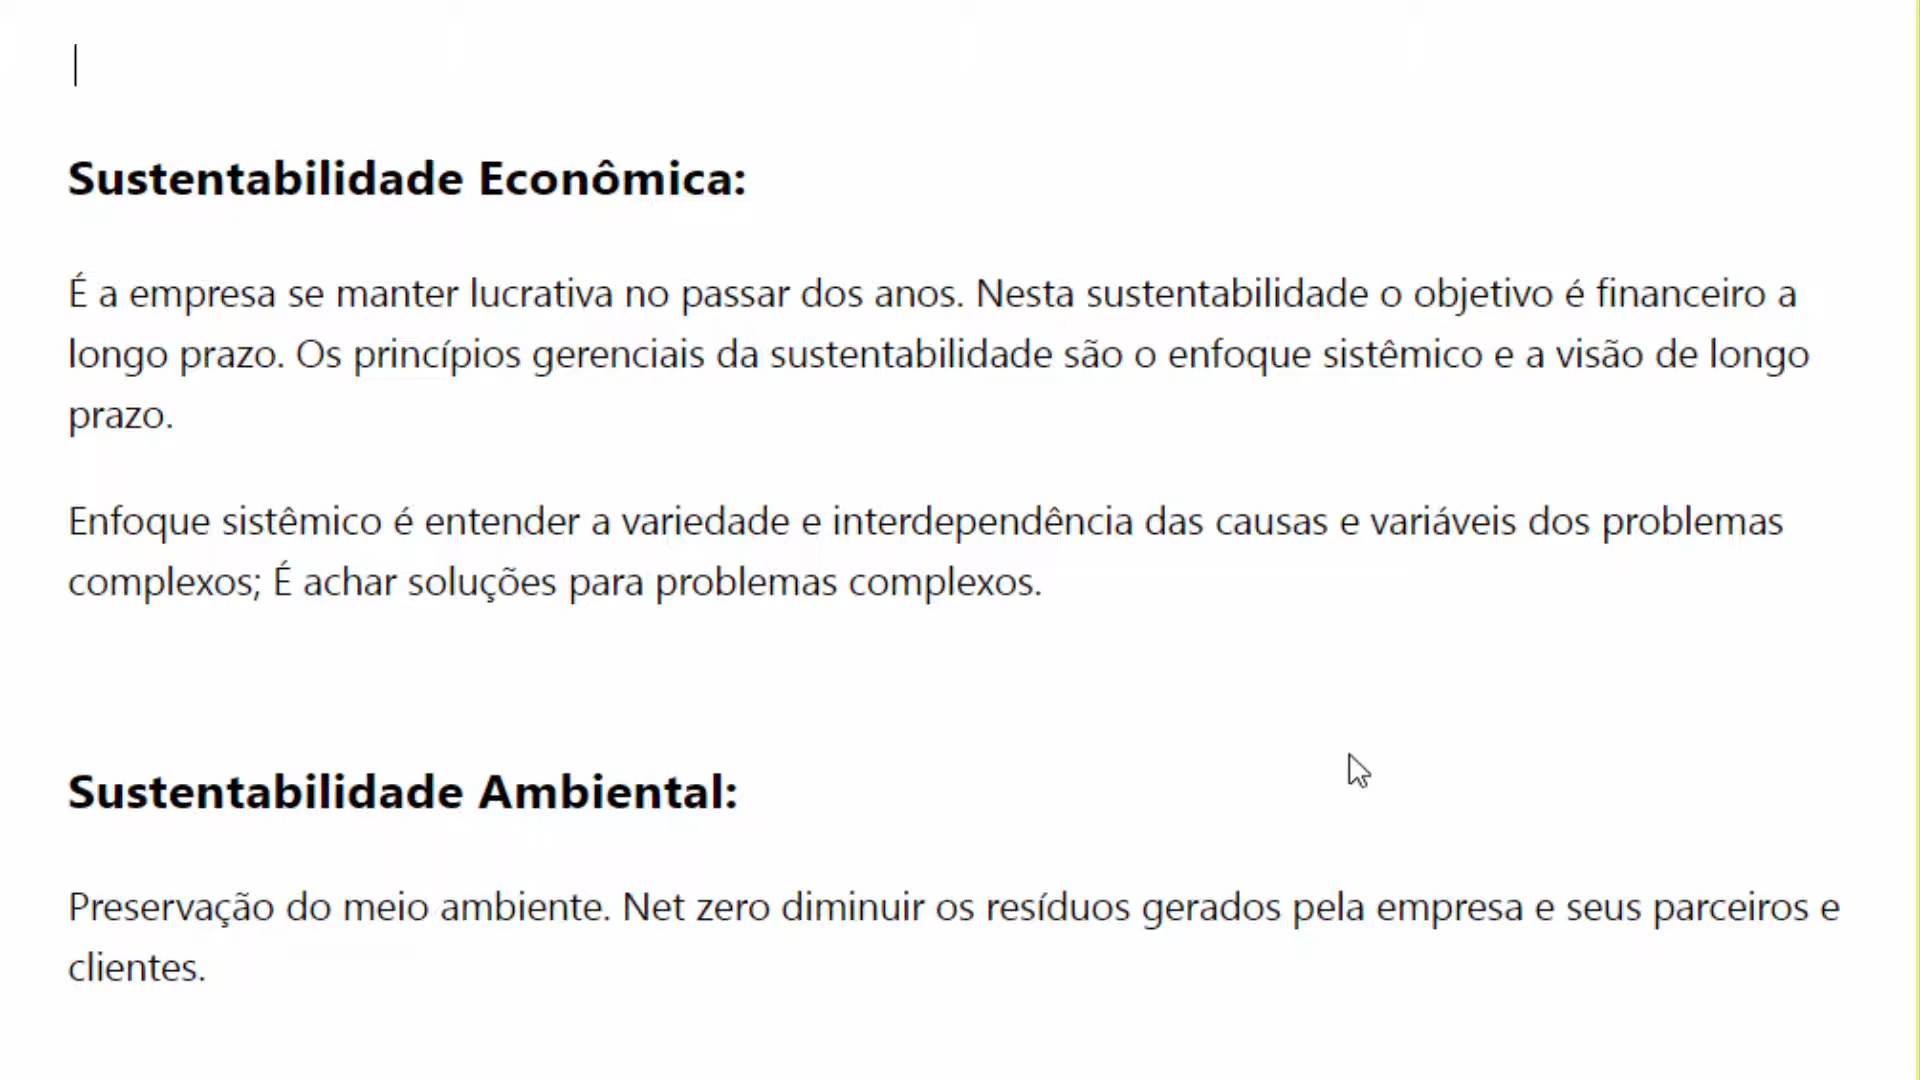 Sustentabilidade Econômica:
É a empresa se manter lucrativa no passar dos anos. Nesta sustentabilidade o objetivo é financeiro a
longo prazo. Os princípios gerenciais da sustentabilidade são o enfoque sistêmico e a visão de longo
prazo.
Enfoque sistêmico é entender a variedade e interdependência das causas e variáveis dos problemas
complexos; É achar soluções para problemas complexos.
Sustentabilidade Ambiental:
Preservação do meio ambiente. Net zero diminuir os resíduos gerados pela empresa e seus parceiros e
clientes.